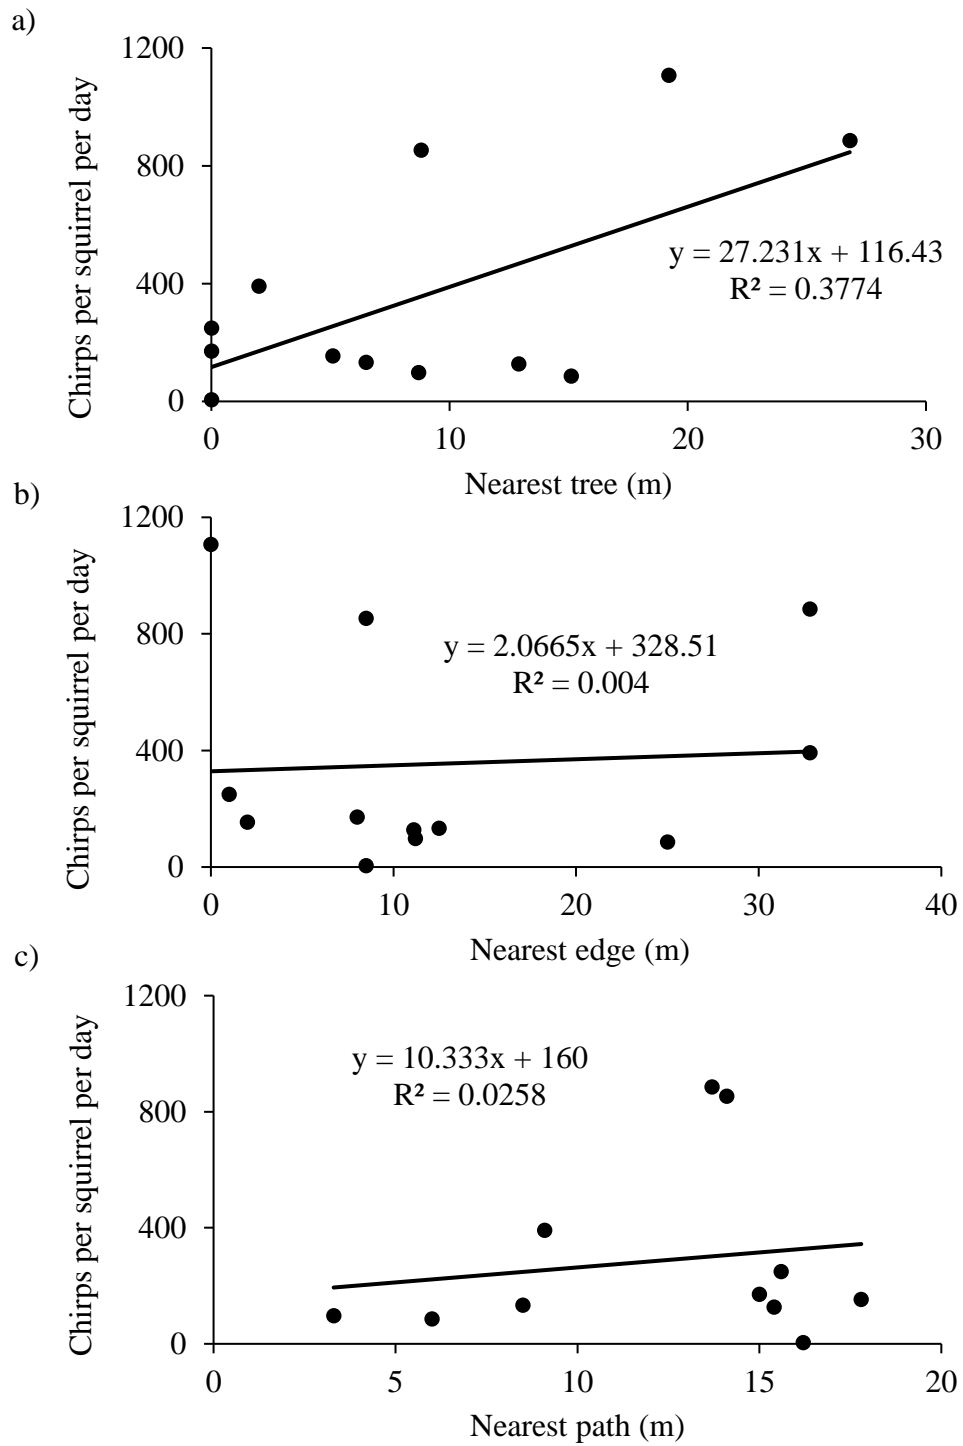 a)
Chirps per squirrel per day
1200
800
400
0
y = 27.231x + 116.43
R² = 0.3774
0 10 20 30
Nearest tree (m)
b)
Chirps per squirrel per day
1200
800
400
0
y = 2.0665x + 328.51
R² = 0.004
0 10 20 30 40
Nearest edge (m)
c)
Chirps per squirrel per day
1200
800
400
0
y = 10.333x + 160
R² = 0.0258
0 5 10 15 20
Nearest path (m)